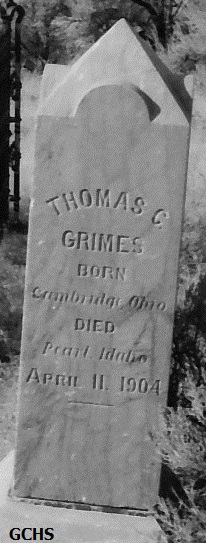 THOMAS C.
GRIMES
BORN
Cambridge, Ohio.
DIED
Pearl, Idaho
APRIL 11. 1904
GCHS